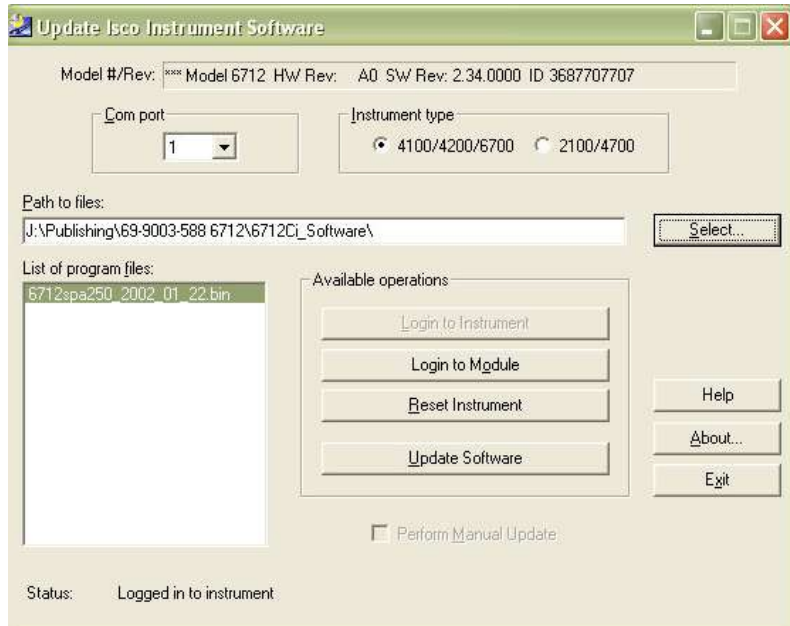 Update Isco Instrument Software
Model #/Rev: *** Model 6712 HW Rev: A0 SW Rev: 2.34.0000 ID 3687707707
Com port
1
Instrument type
4100/4200/6700 2100/4700
Path to files:
J:\Publishing\69-9003-588 6712\6712Ci_Software\
Select...
List of program files:
6712spa250_2002_01_22.bin
Available operations
Login to Instrument
Login to Module
Reset Instrument
Update Software
Help
About...
Exit
Perform Manual Update
Status: Logged in to instrument